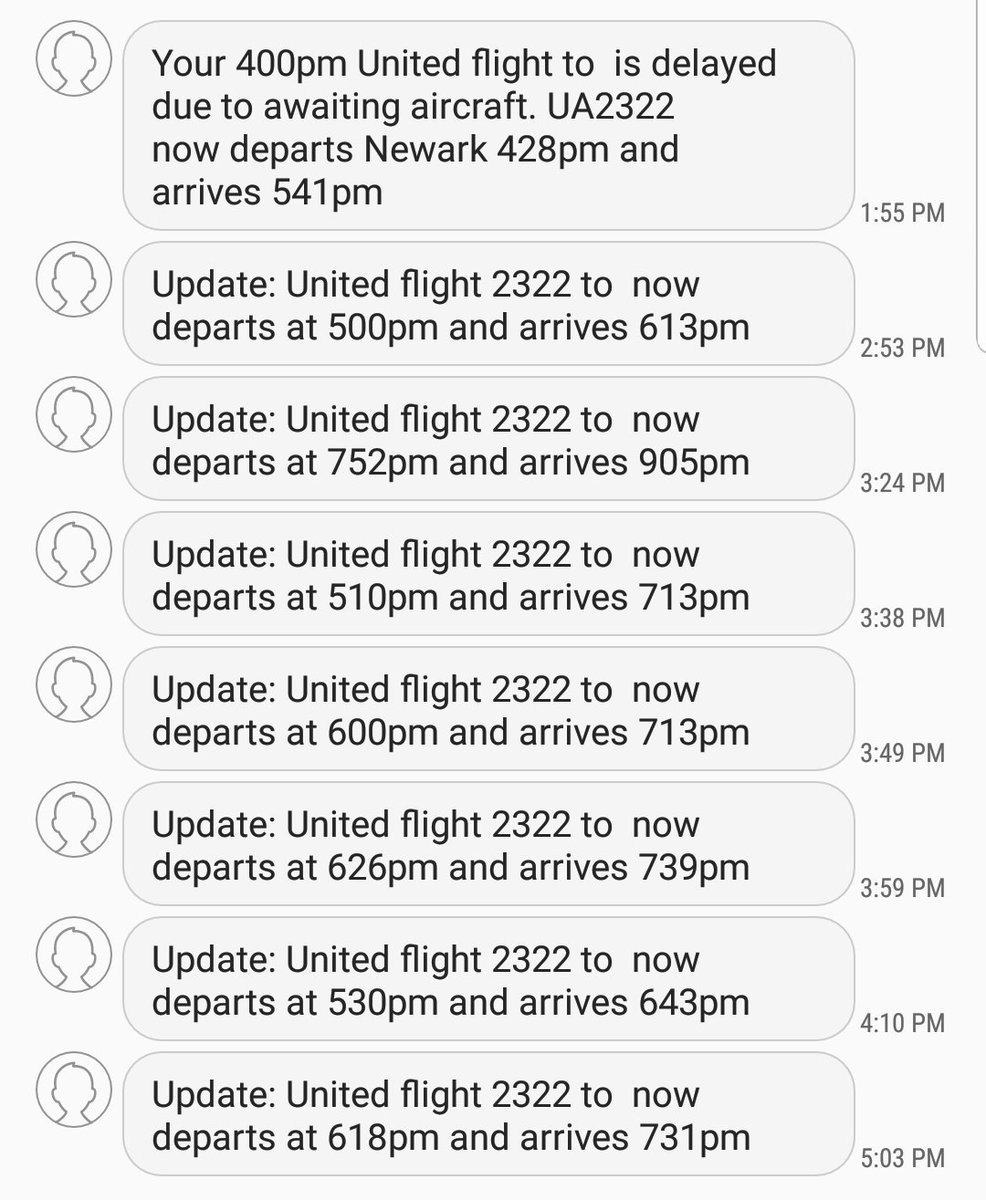 Your 400pm United flight to  is delayed
due to awaiting aircraft. UA2322
now departs Newark 428pm and
arrives 541pm
1:55 PM
Update: United flight 2322 to  now
departs at 500pm and arrives 613pm
2:53 PM
Update: United flight 2322 to  now
departs at 752pm and arrives 905pm
3:24 PM
Update: United flight 2322 to  now
departs at 510pm and arrives 713pm
3:38 PM
Update: United flight 2322 to  now
departs at 600pm and arrives 713pm
3:49 PM
Update: United flight 2322 to  now
departs at 626pm and arrives 739pm
3:59 PM
Update: United flight 2322 to  now
departs at 530pm and arrives 643pm
4:10 PM
Update: United flight 2322 to  now
departs at 618pm and arrives 731pm
5:03 PM